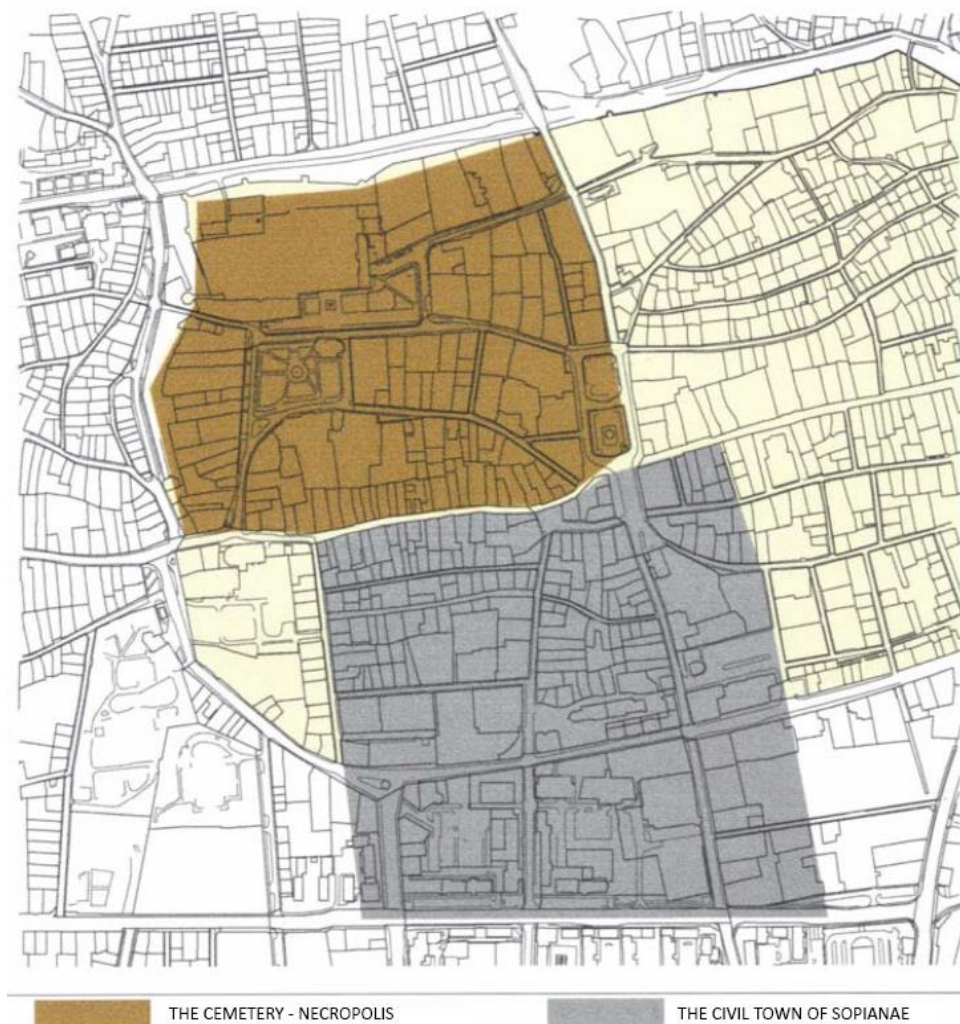 THE CEMETERY - NECROPOLIS
THE CIVIL TOWN OF SOPIANAE